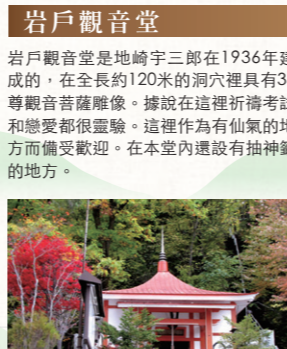 岩戶觀音堂
岩戶觀音堂是地崎宇三郎在1936年建
成的，在全長約120米的洞穴裡具有3
尊觀音菩薩雕像。據說在這裡祈禱考試
和戀愛都很靈驗。這裡作為有仙氣的地
方而備受歡迎。在本堂內還設有抽神籤
的地方。